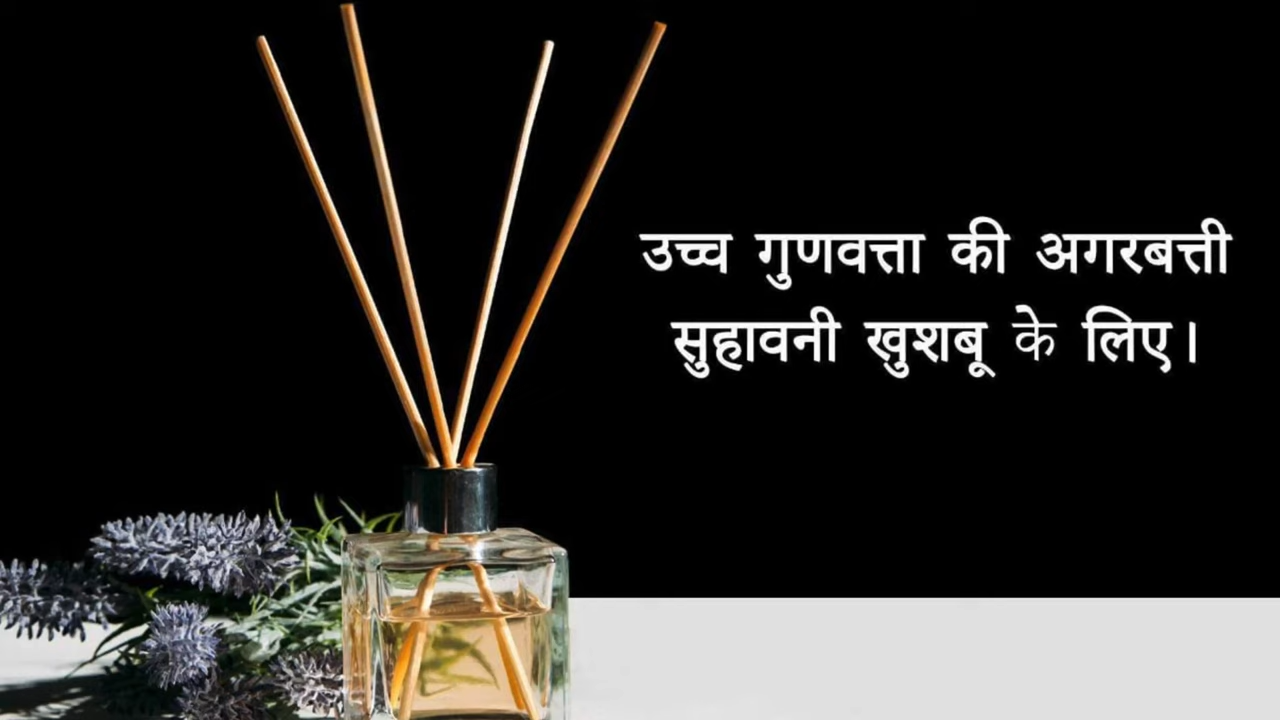 उच्च गुणवत्ता की अगरबत्ती
सुहावनी खुशबू के लिए।